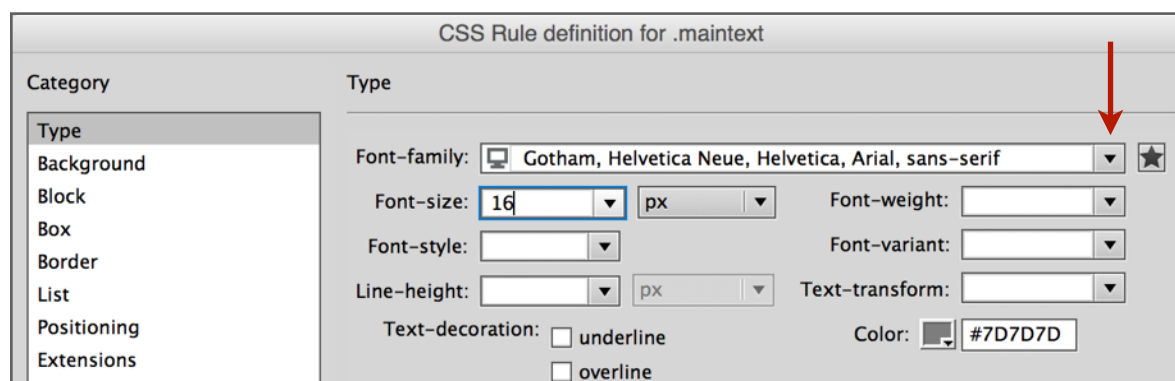 CSS Rule definition for .maintext
Category
Type
Background
Block
Box
Border
List
Positioning
Extensions
Type
Font-family: Gotham, Helvetica Neue, Helvetica, Arial, sans-serif
Font-size: 16 px Font-weight:
Font-style: Font-variant:
Line-height: px Text-transform:
Text-decoration: underline Color: #7D7D7D
overline